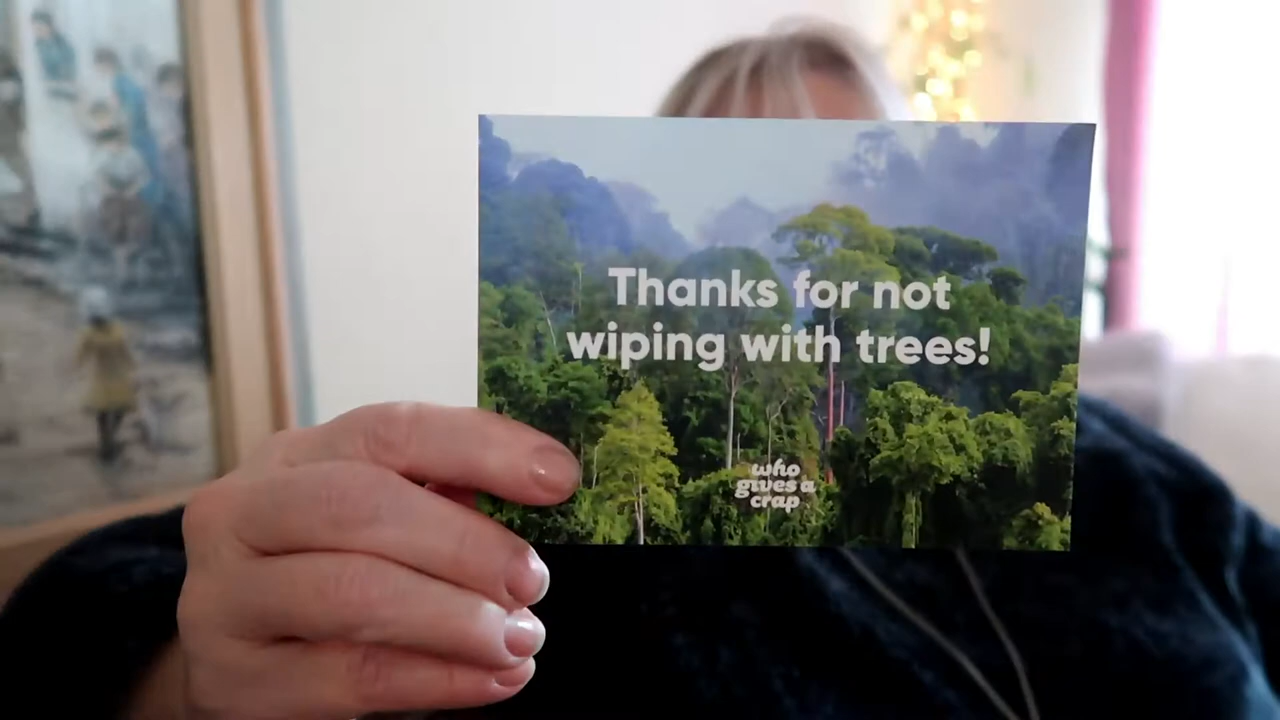 Thanks for not
wiping with trees!
who
gives a
crap